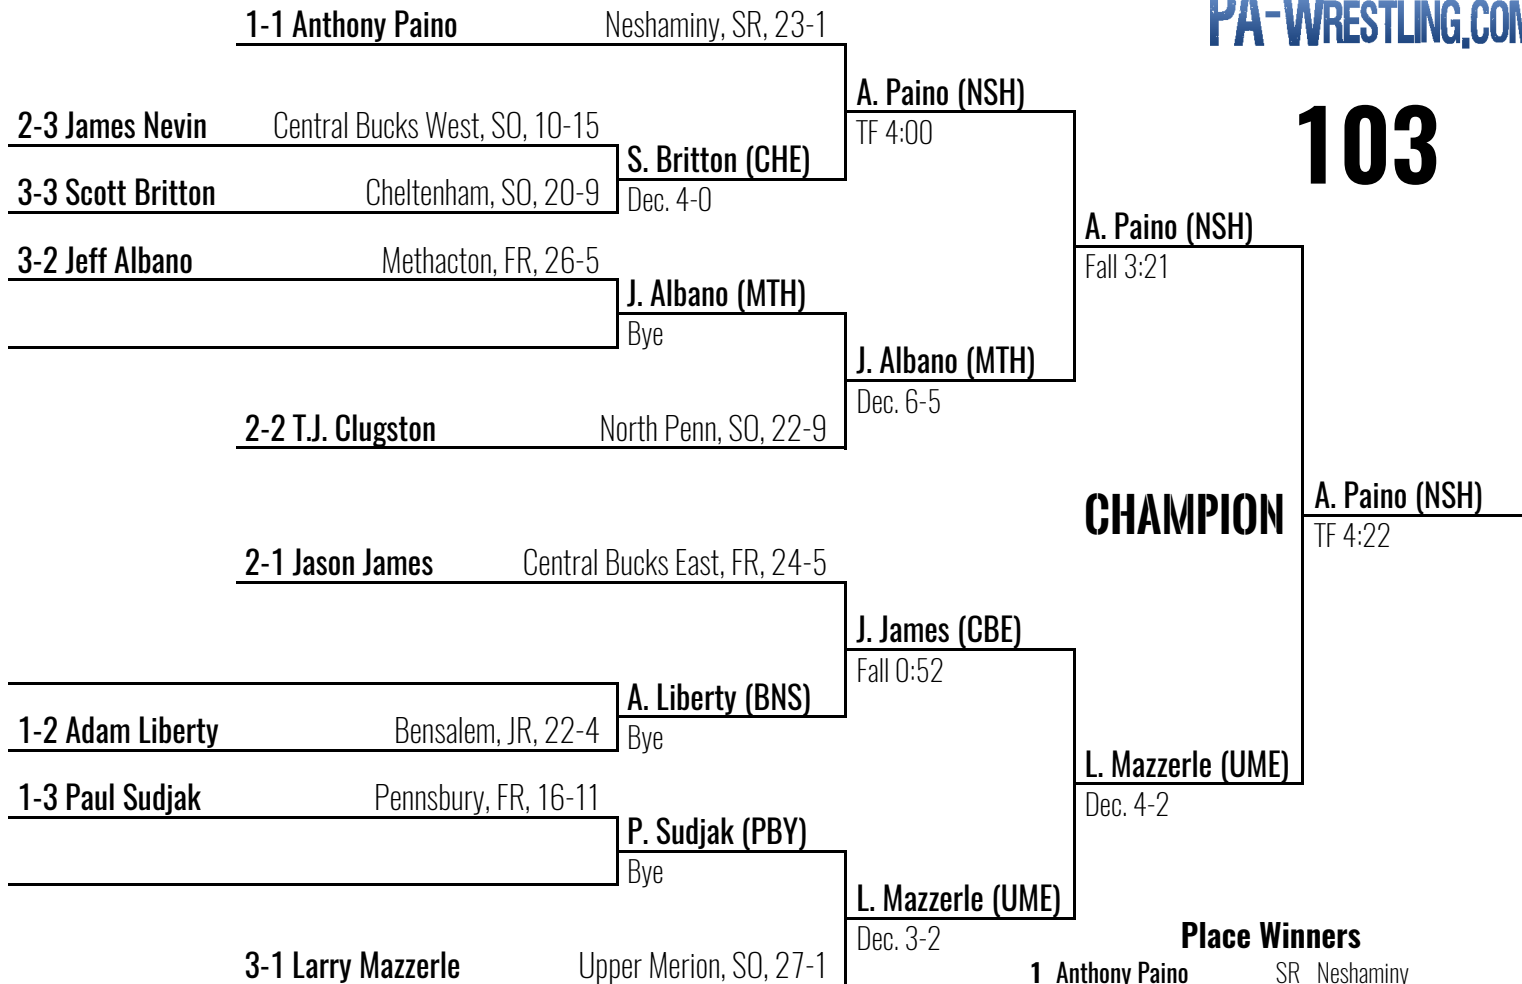 PA-WRESTLING.COM
1-1 Anthony Paino Neshaminy, SR, 23-1
A. Paino (NSH)
TF 4:00
103
2-3 James Nevin Central Bucks West, SO, 10-15
S. Britton (CHE)
3-3 Scott Britton Cheltenham, SO, 20-9
Dec. 4-0
A. Paino (NSH)
Fall 3:21
3-2 Jeff Albano Methacton, FR, 26-5
J. Albano (MTH)
Bye
J. Albano (MTH)
Dec. 6-5
2-2 T.J. Clugston North Penn, SO, 22-9
CHAMPION
A. Paino (NSH)
TF 4:22
2-1 Jason James Central Bucks East, FR, 24-5
J. James (CBE)
Fall 0:52
A. Liberty (BNS)
1-2 Adam Liberty Bensalem, JR, 22-4
Bye
L. Mazzerle (UME)
Dec. 4-2
1-3 Paul Sudjak Pennsbury, FR, 16-11
P. Sudjak (PBY)
Bye
L. Mazzerle (UME)
Dec. 3-2
3-1 Larry Mazzerle Upper Merion, SO, 27-1
Place Winners
1 Anthony Paino SR Neshaminy